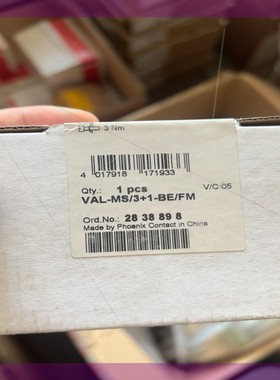 3 Nm
4 017918 171933
Qty.: 1 pcs V/C:05
VAL-MS/3+1-BE/FM
Ord.No.: 28 38 89 8
Made by Phoenix Contact in China